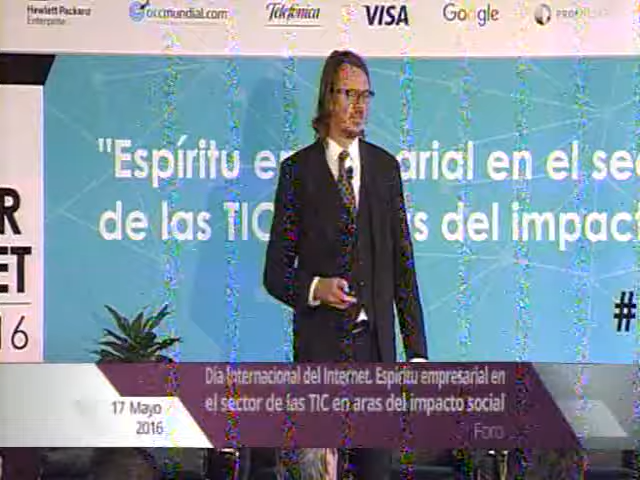 Hewlett Packard
Enterprise
occmundial.com
Telefónica
VISA
Google
"Espíritu e arial en el se
de las TIC s del impac
R
ET
16
#
17 Mayo
2016
Día Internacional del Internet. Espíritu empresarial en
el sector de las TIC en aras del impacto social
Foro